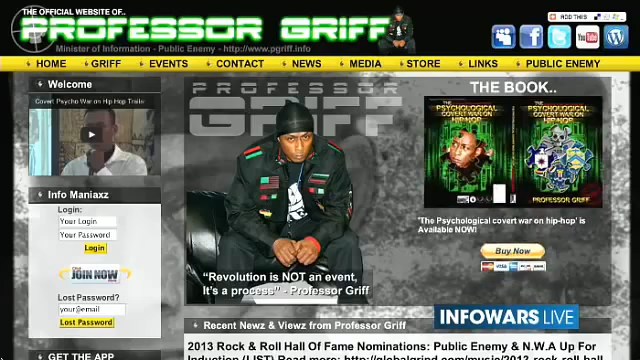 THE OFFICIAL WEBSITE OF..
PROFESSOR GRIFF
Minister of Information - Public Enemy - http://www.pgriff.info
ADD THIS
HOME GRIFF EVENTS CONTACT NEWS MEDIA STORE LINKS PUBLIC ENEMY
Welcome
Covert Psycho War on Hip Hop Trailer
Info Maniaxz
Login:
Your Login
Your Password
Login
JOIN NOW
Lost Password?
your@email
Lost Password
GET THE APP
PROFESSOR
GRIFF
"Revolution is NOT an event,
It's a process" - Professor Griff
THE BOOK..
THE
PSYCHOLOGICAL
COVERT WAR ON
HIP HOP
THE
PSYCHOLOGICAL
COVERT WAR ON
HIP HOP
PROFESSOR GRIFF
'The Psychological covert war on hip-hop' is
Available NOW!
Buy Now
VISA
INFOWARS LIVE
Recent Newz & Viewz from Professor Griff
2013 Rock & Roll Hall Of Fame Nominations: Public Enemy & N.W.A Up For
Induction (LIST) Read more: http://globalgrind.com/music/2013-rock-roll-hall